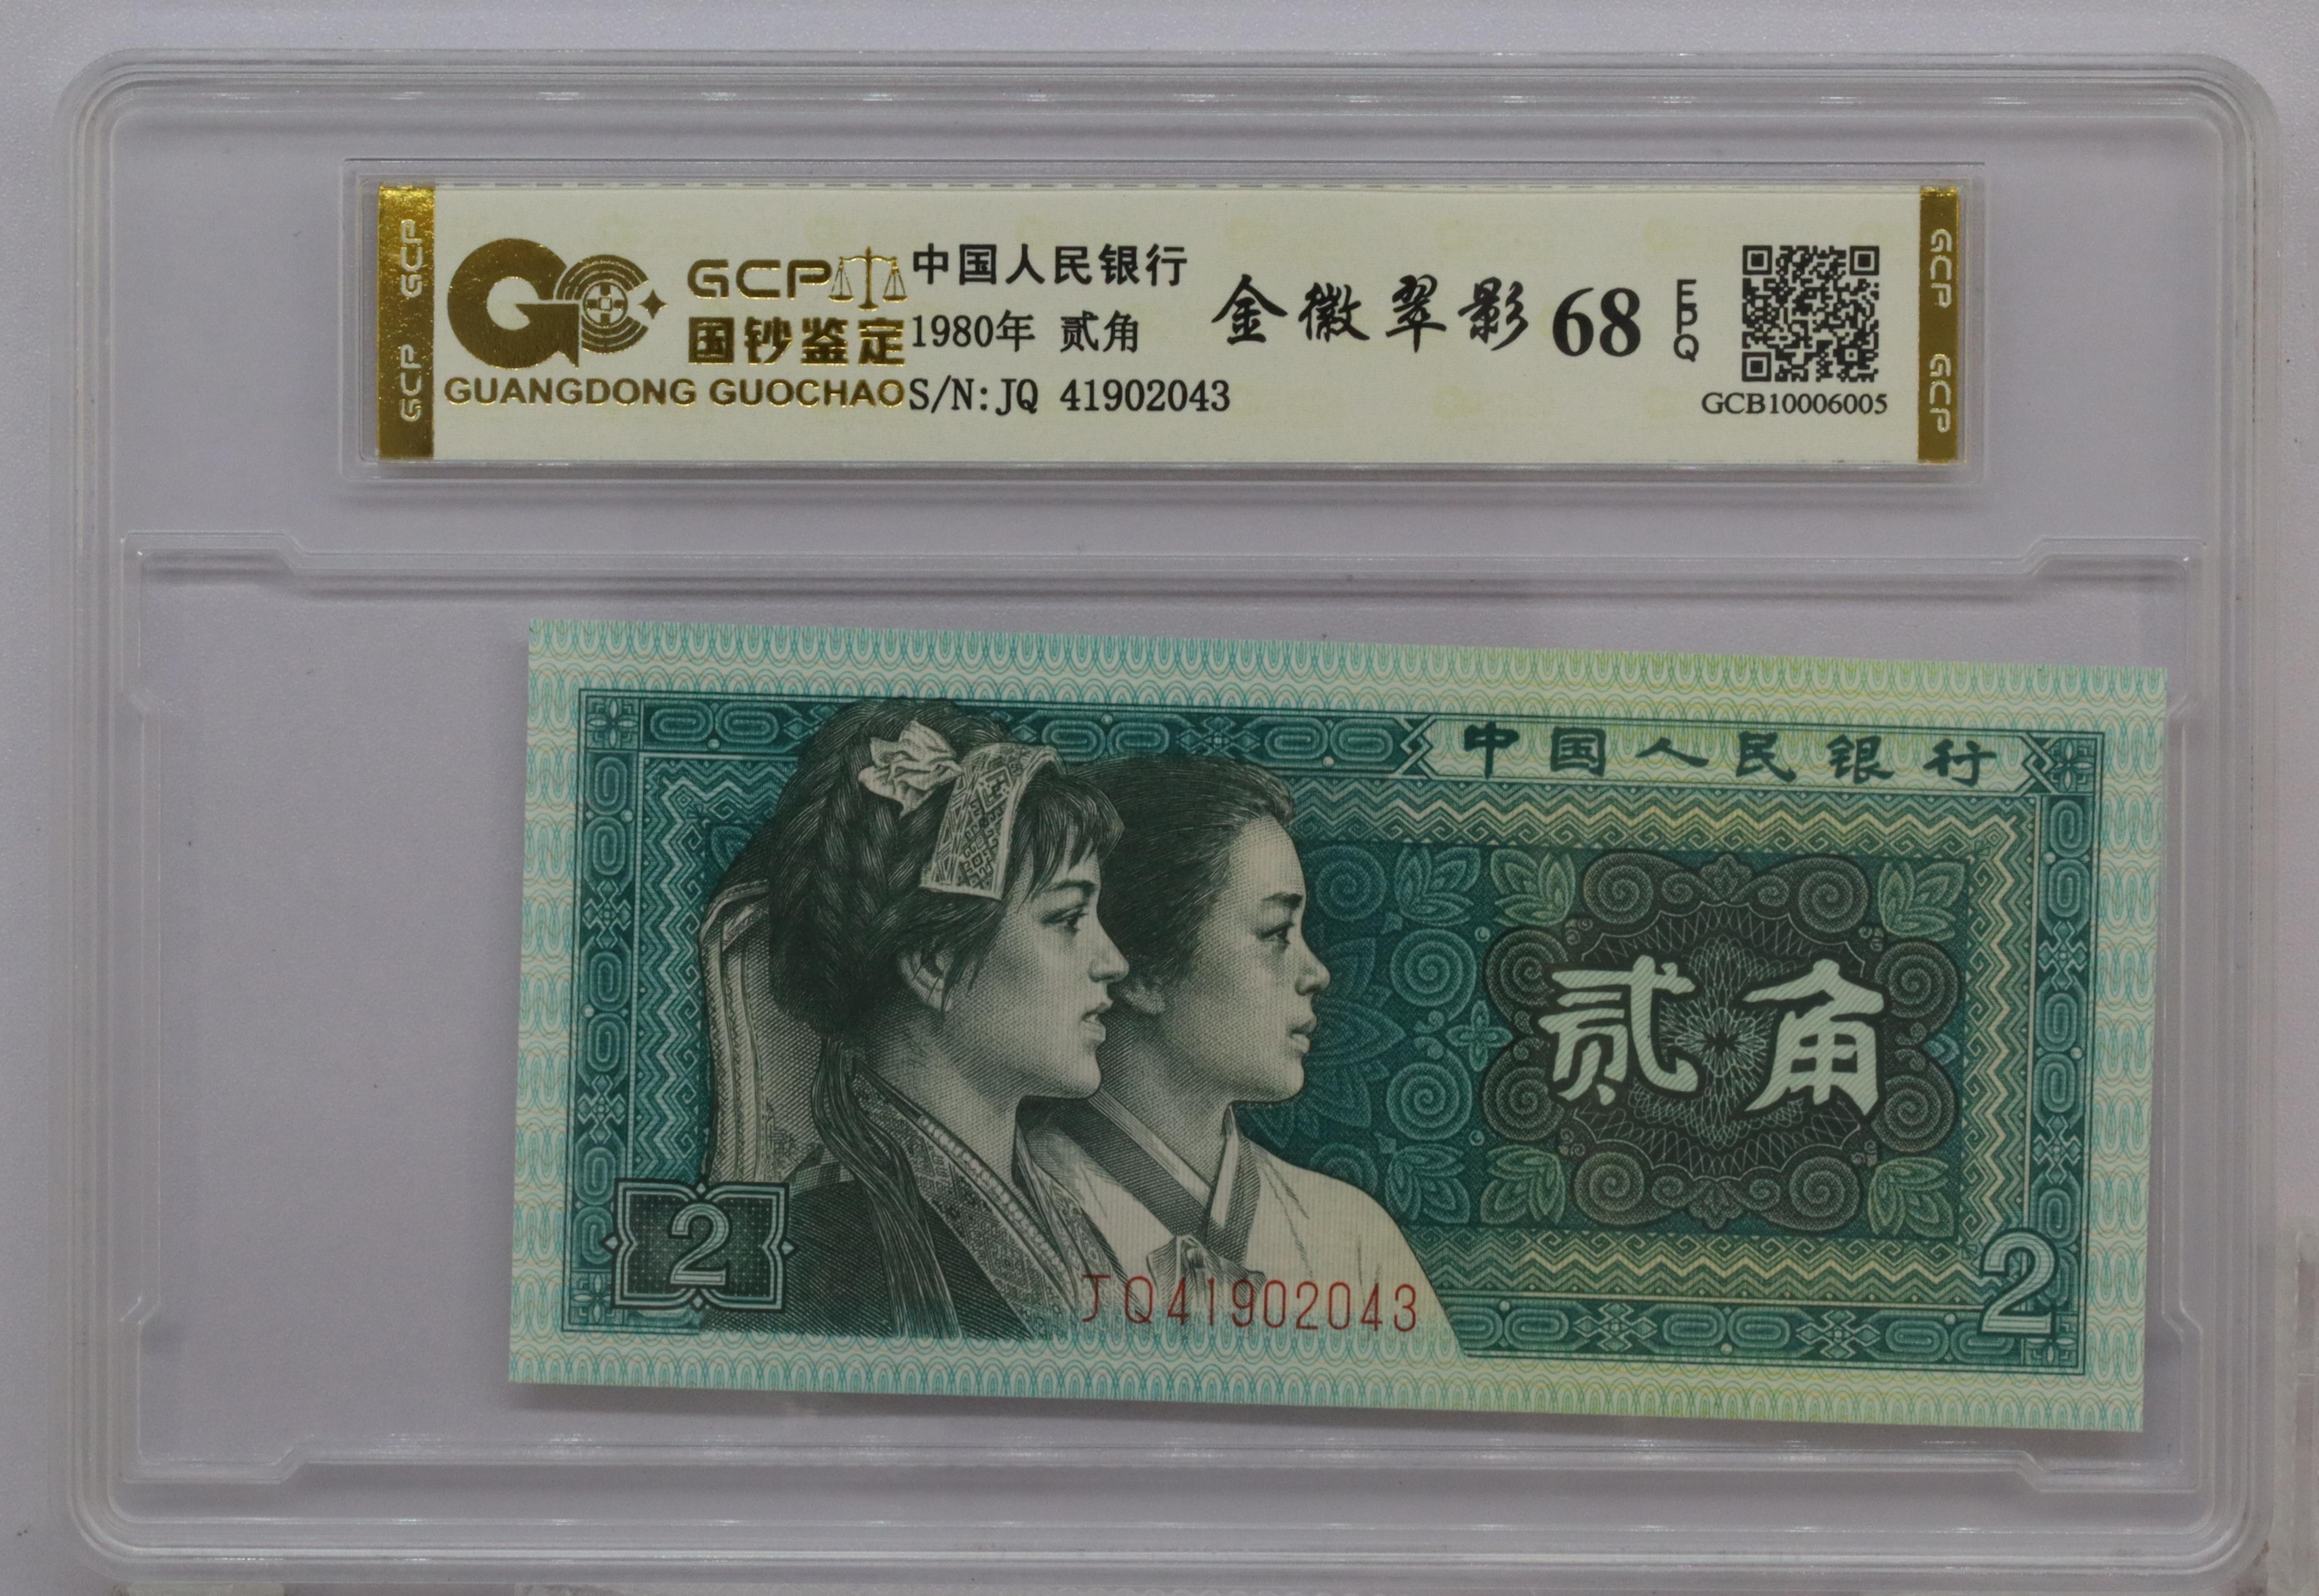 GCP GCP
GCP
国钞鉴定
GUANGDONG GUOCHAO
中国人民银行
1980年 贰角
S/N: JQ 41902043
金徽翠影 68 EPQ
GCB10006005
GCP GCP
中国人民银行
贰角
2
JQ41902043
2